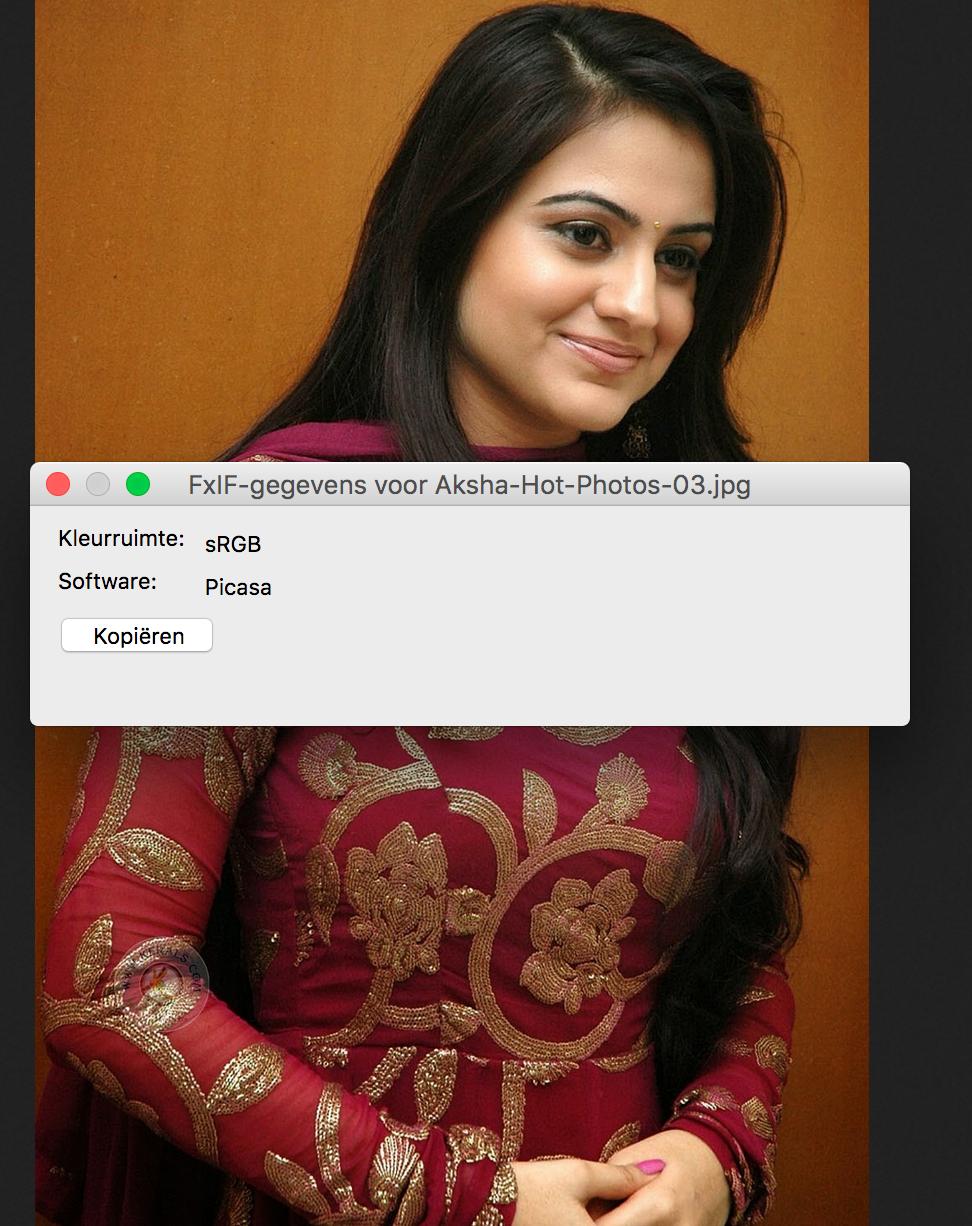 FxIF-gegevens voor Aksha-Hot-Photos-03.jpg
Kleurruimte: sRGB
Software: Picasa
Kopiëren